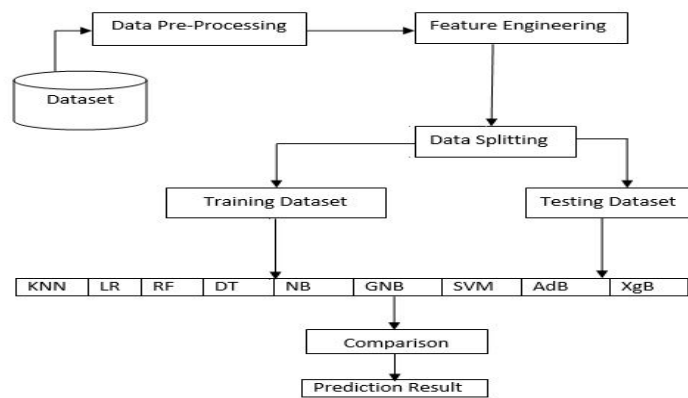 Data Pre-Processing
Feature Engineering
Dataset
Data Splitting
Training Dataset
Testing Dataset
KNN LR RF DT NB GNB SVM AdB XgB
Comparison
Prediction Result